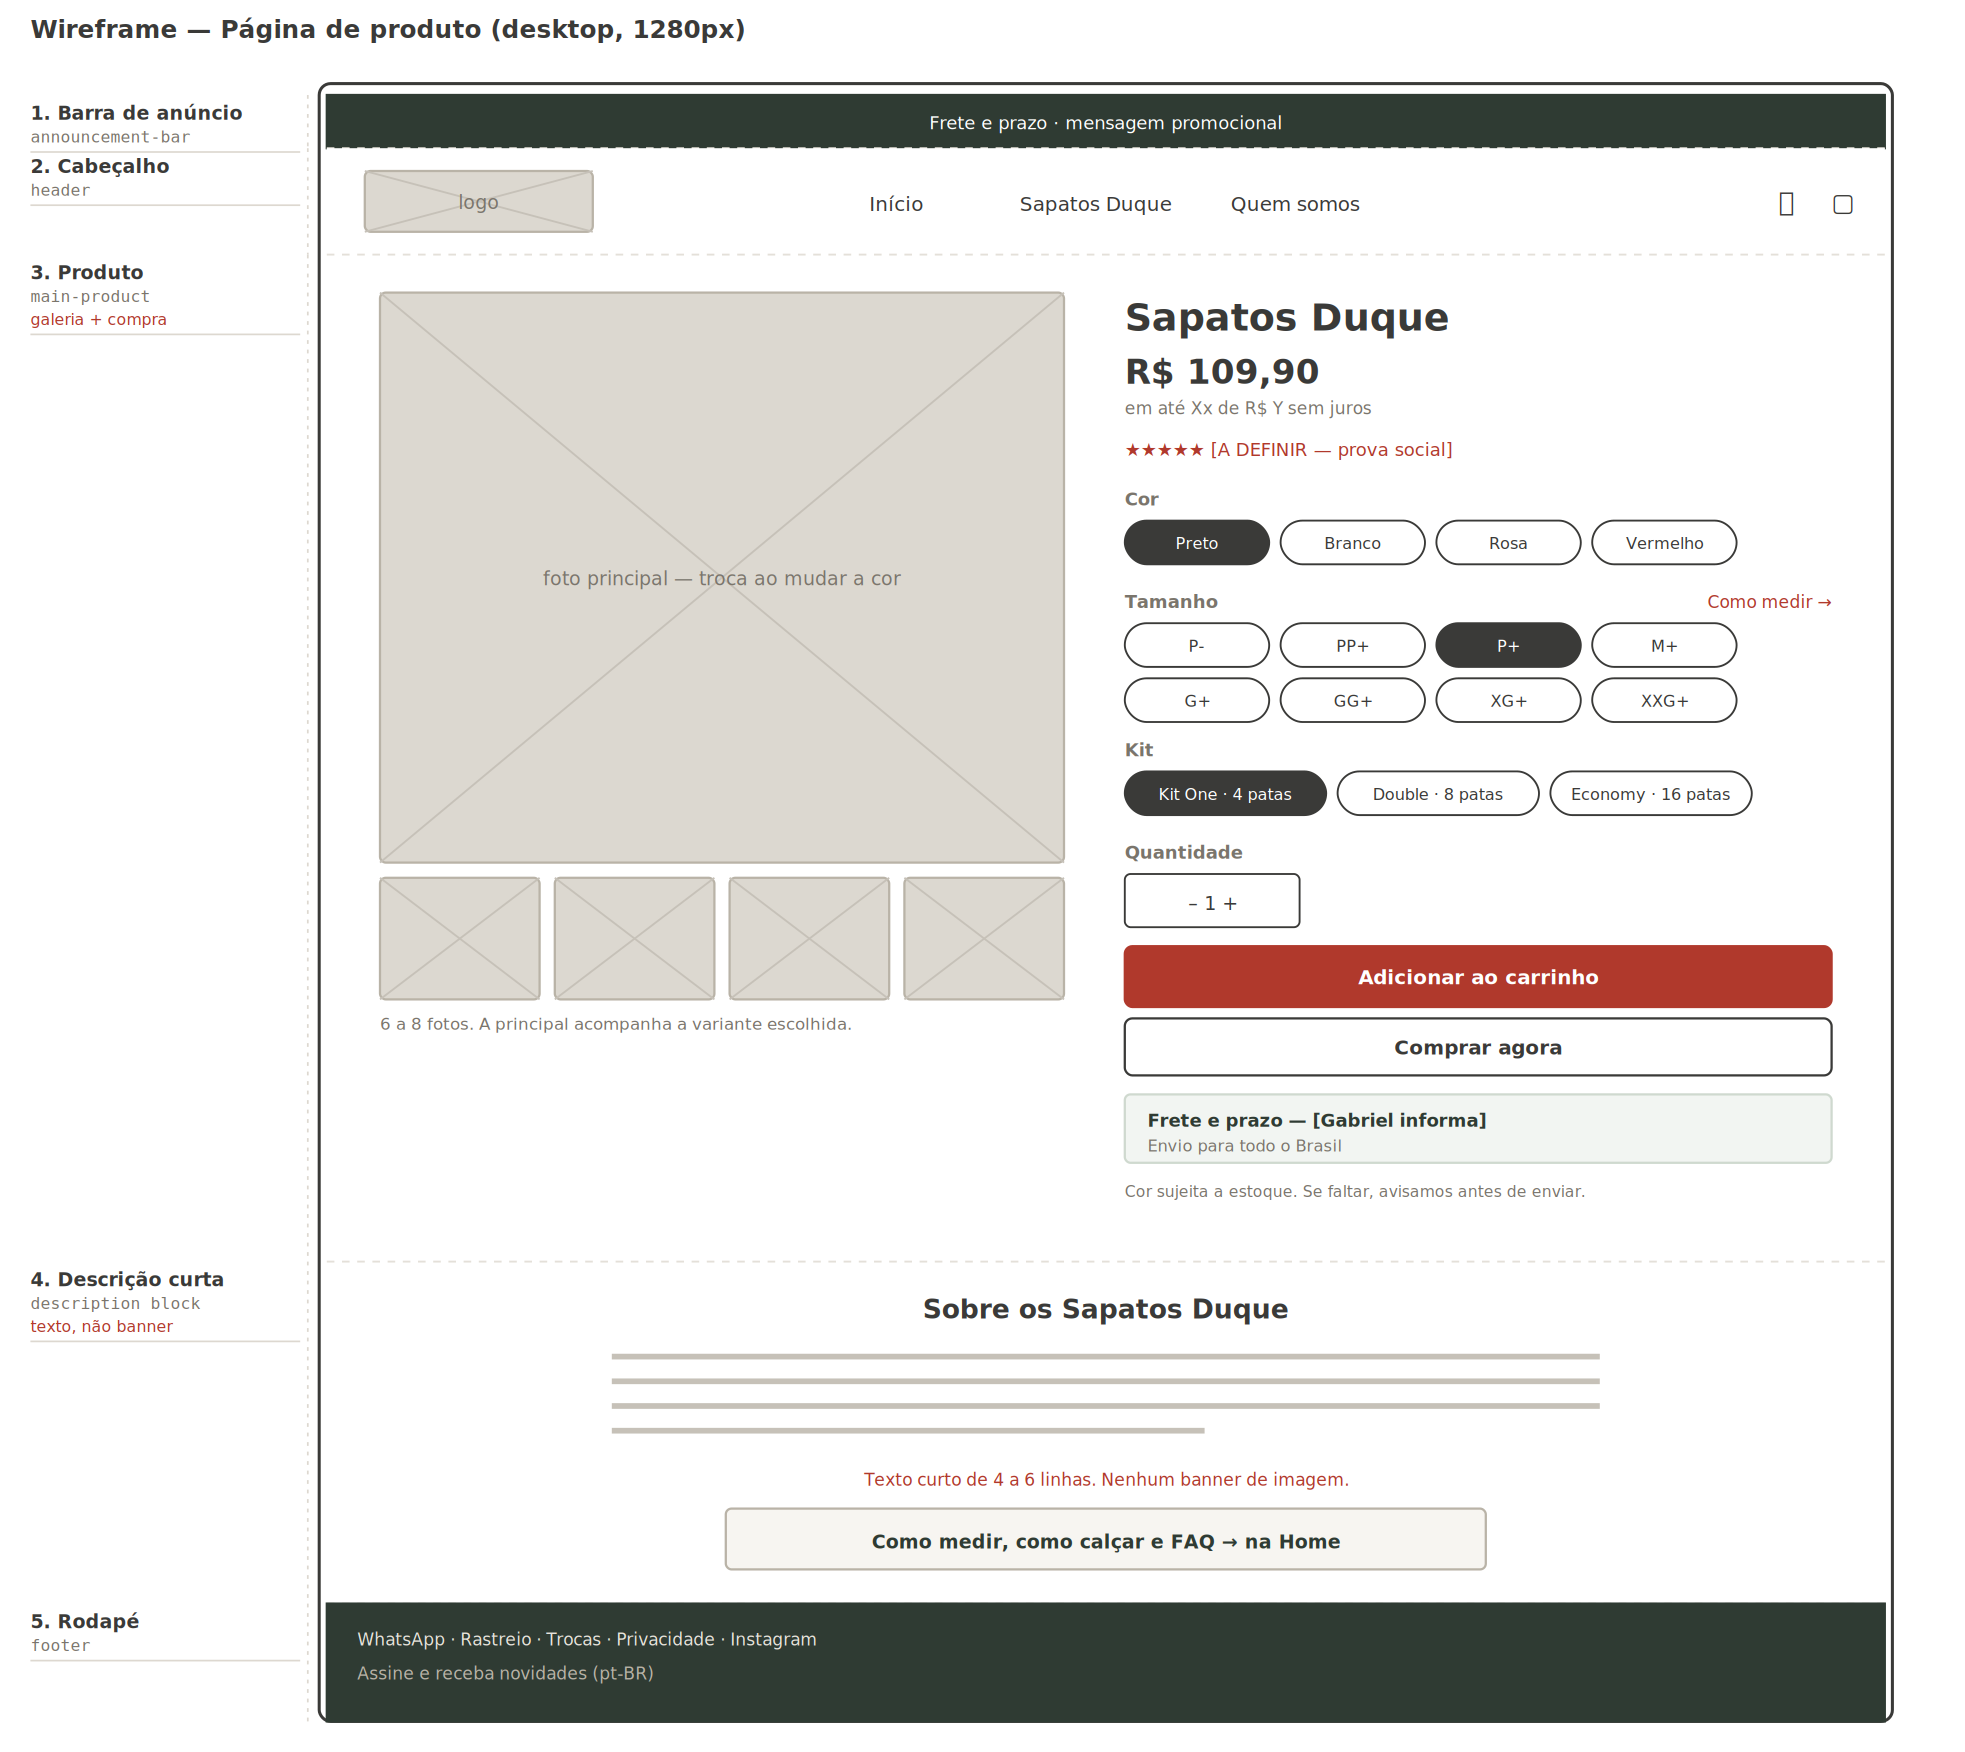 Wireframe — Página de produto (desktop, 1280px)
1. Barra de anúncio
announcement-bar
2. Cabeçalho
header
3. Produto
main-product
galeria + compra
4. Descrição curta
description block
texto, não banner
5. Rodapé
footer
Frete e prazo · mensagem promocional
logo
Início
Sapatos Duque
Quem somos
foto principal — troca ao mudar a cor
6 a 8 fotos. A principal acompanha a variante escolhida.
Sapatos Duque
R$ 109,90
em até Xx de R$ Y sem juros
★★★★★ [A DEFINIR — prova social]
Cor
Preto
Branco
Rosa
Vermelho
Tamanho
Como medir →
P-
PP+
P+
M+
G+
GG+
XG+
XXG+
Kit
Kit One · 4 patas
Double · 8 patas
Economy · 16 patas
Quantidade
– 1 +
Adicionar ao carrinho
Comprar agora
Frete e prazo — [Gabriel informa]
Envio para todo o Brasil
Cor sujeita a estoque. Se faltar, avisamos antes de enviar.
Sobre os Sapatos Duque
Texto curto de 4 a 6 linhas. Nenhum banner de imagem.
Como medir, como calçar e FAQ → na Home
WhatsApp · Rastreio · Trocas · Privacidade · Instagram
Assine e receba novidades (pt-BR)